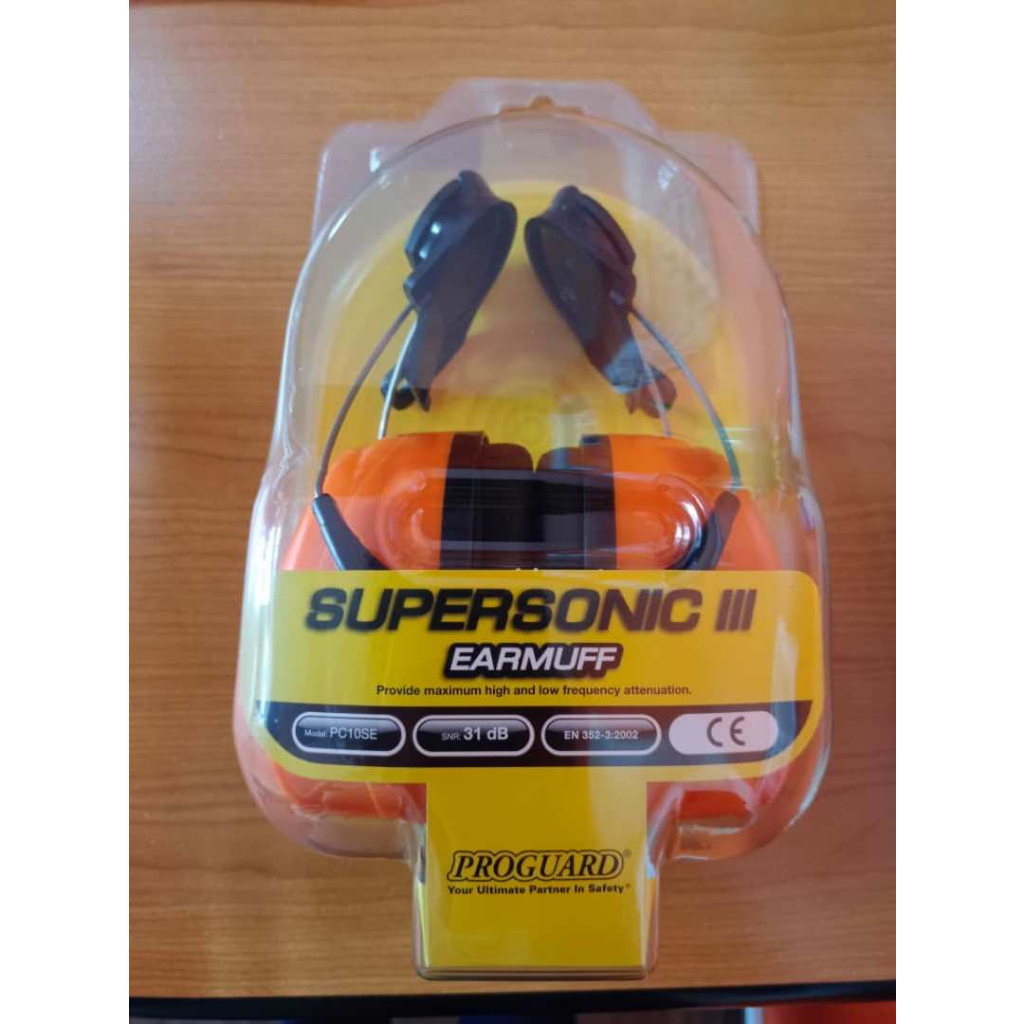 SUPERSONIC III
EARMUFF
Provide maximum high and low frequency attenuation.
Model: PC10SE
SNR: 31 dB
EN 352-3:2002
CE
PROGUARD®
Your Ultimate Partner In Safety®